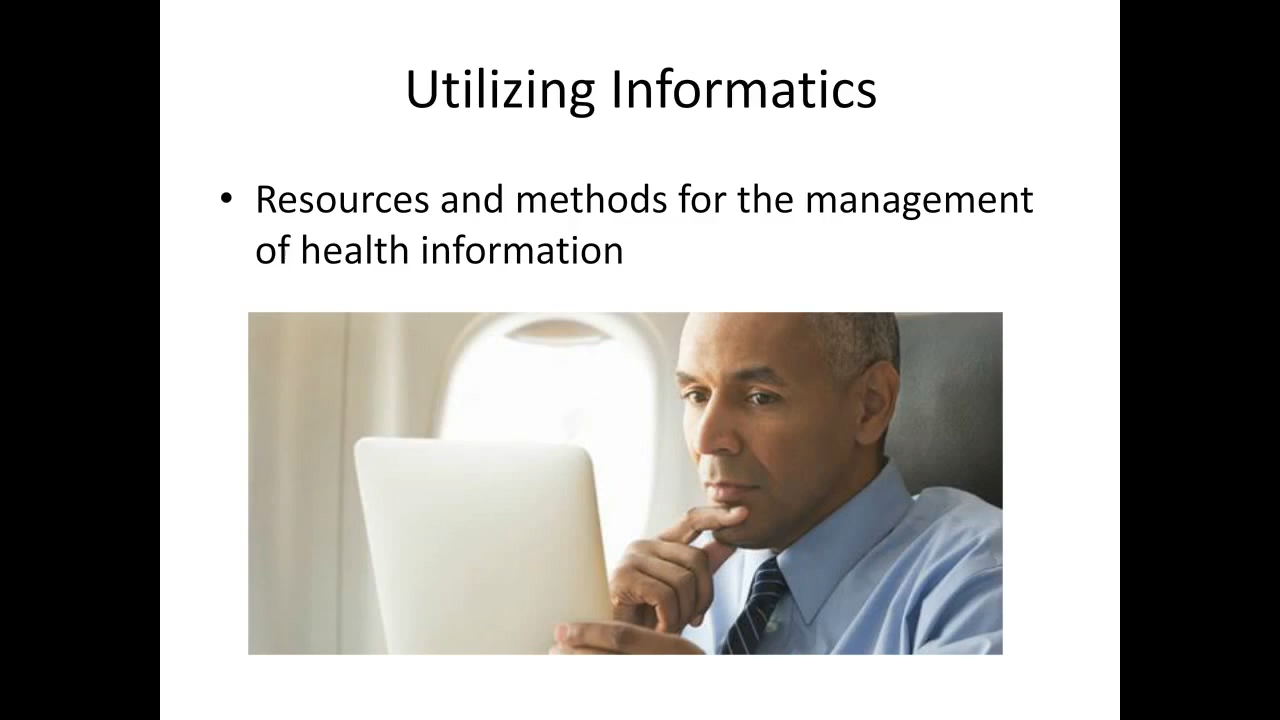 Utilizing Informatics
• Resources and methods for the management
of health information